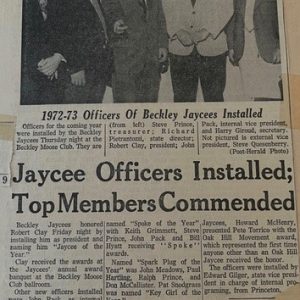 1972-73 Officers Of Beckley Jaycees Installed
Officers for the coming year
were installed by the Beckley
Jaycees Thursday night at the
Beckley Moose Club. They are
(from left) Steve Prince,
treasurer; Richard
Pietrantoni, state director;
Robert Clay, president; John
Pack, internal vice president,
and Harry Giroud, secretary.
Not pictured is external vice
president, Steve Quesenberry.
(Post-Herald Photo)
9
Jaycee Officers Installed;
Top Members Commended
Beckley Jaycees honored
Robert Clay Friday night by
installing him as president and
naming him "Jaycee of the
Year."
Clay received the awards at
the Jaycees' annual award
banquet at the Beckley Moose
Club Ballroom.
Other new officers installed
named "Spoke of the Year"
with Keith Grimmett, Steve
Prince, John Pack and Bill
Hyatt receiving "Spoke"
awards.
Named "Spark Plug of the
Year" was John Meadows, Paul
Hartling, Ralph Prince, and
Don McCallister. Pat Snodgrass
was named "Key Girl of the
Jaycees, Howard McHenry,
presented Pete Torrico with the
Oak Hill Movement award,
which represented the first time
anyone other than an Oak Hill
Jaycee received the honor.
The officers were installed by
Edward Gilger, state vice president
in charge of internal
from Princeton.